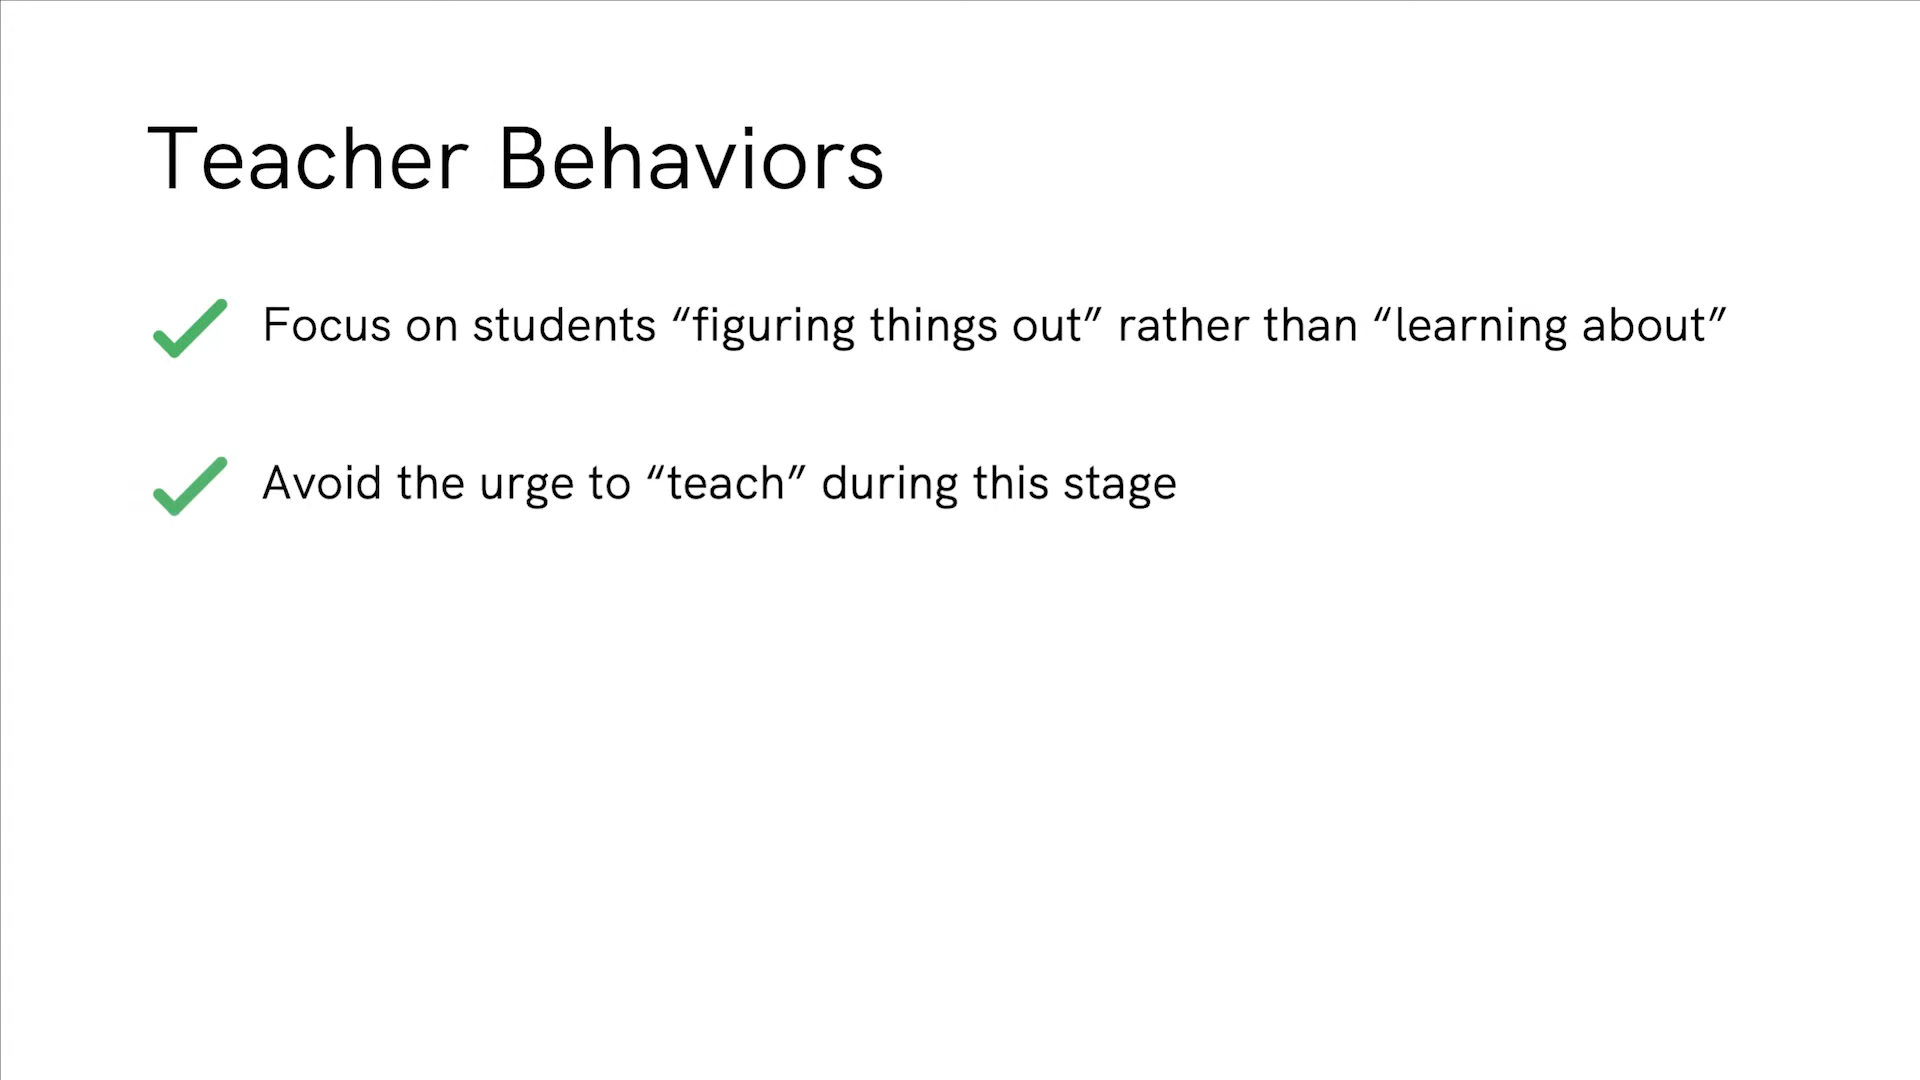 Teacher Behaviors
Focus on students “figuring things out” rather than “learning about”
Avoid the urge to “teach” during this stage